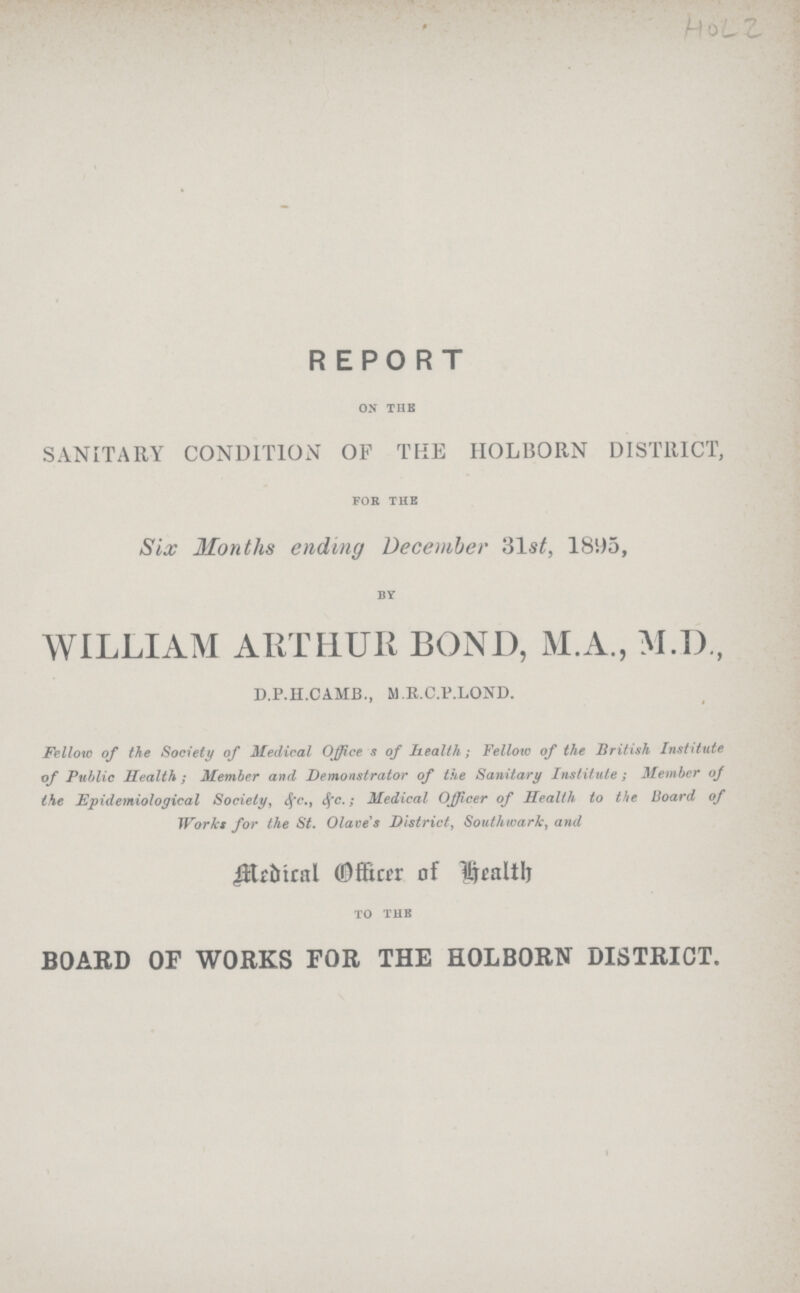 HOL 2
REPORT
ON THE
SANITARY CONDITION OF THE HOLBORN DISTRICT,
FOR THE
Six Months ending December 31st, 1895,
BY
WILLIAM ARTHUR BOND, M.A., M.D.,
D.P.H.CAMB., M.R.C.P.LOND.
Fellow of the Society of Medical Office s of Health; Fellow of the British Institute
of Public Health; Member and Demonstrator of the Sanitary Institute; Member of
the Epidemiological Society, &c., &c.; Medical Officer of Health to the Board of
Works for the St. Olave's District, Southwark, and
Medical Officer of Health
TO THE
BOARD OF WORKS FOR THE HOLBORN DISTRICT.